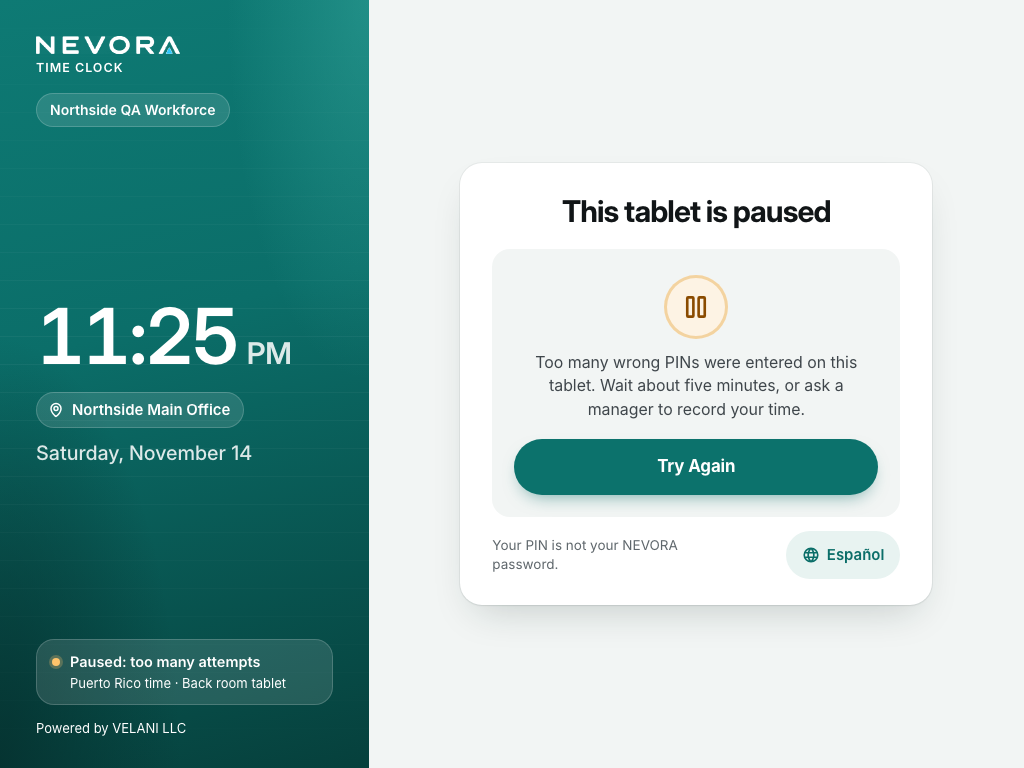 NEVORA
TIME CLOCK
Northside QA Workforce
11:25 PM
Northside Main Office
Saturday, November 14
Paused: too many attempts
Puerto Rico time · Back room tablet
Powered by VELANI LLC
This tablet is paused
Too many wrong PINs were entered on this
tablet. Wait about five minutes, or ask a
manager to record your time.
Try Again
Your PIN is not your NEVORA
password.
Español